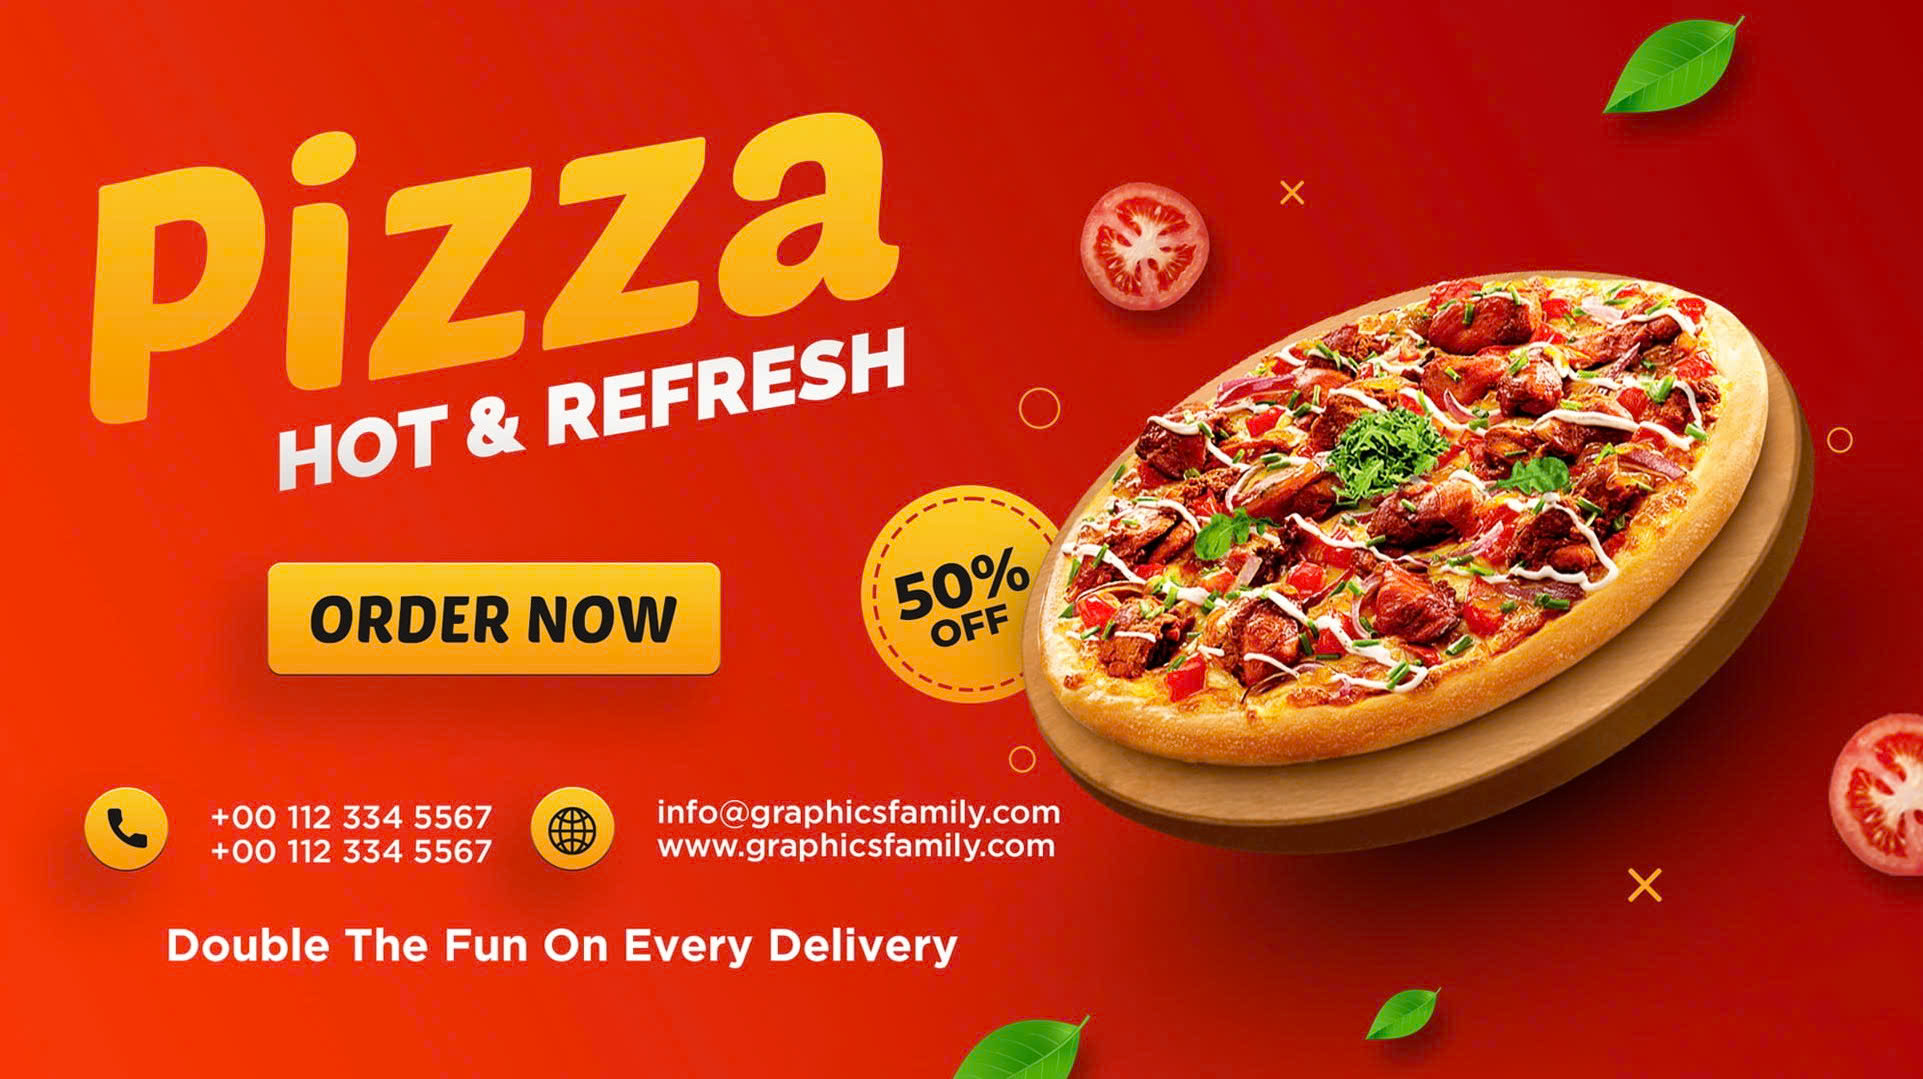 Pizza
HOT & REFRESH
ORDER NOW
50%
OFF
+00 112 334 5567
+00 112 334 5567
info@graphicsfamily.com
www.graphicsfamily.com
Double The Fun On Every Delivery